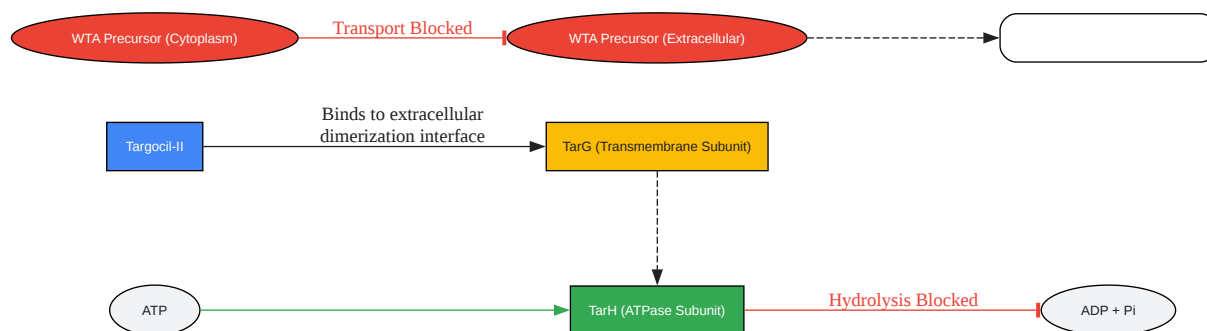 WTA Precursor (Cytoplasm)
Transport Blocked
WTA Precursor (Extracellular)
Binds to extracellular
dimerization interface
Targocil-II
TarG (Transmembrane Subunit)
ATP
TarH (ATPase Subunit)
Hydrolysis Blocked
ADP + Pi